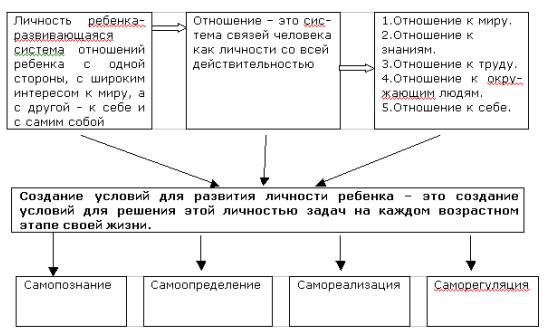 Личность ребенка-
развивающаяся
система отношений
ребенка с одной
стороны, с широким
интересом к миру, а
с другой - к себе и
с самим собой
Отношение – это сис-
тема связей человека
как личности со всей
действительностью
1.Отношение к миру.
2.Отношение к
знаниям.
3.Отношение к труду.
4.Отношение к окру-
жающим людям.
5.Отношение к себе.
Создание условий для развития личности ребенка – это создание
условий для решения этой личностью задач на каждом возрастном
этапе своей жизни.
Самопознание
Самоопределение
Самореализация
Саморегуляция